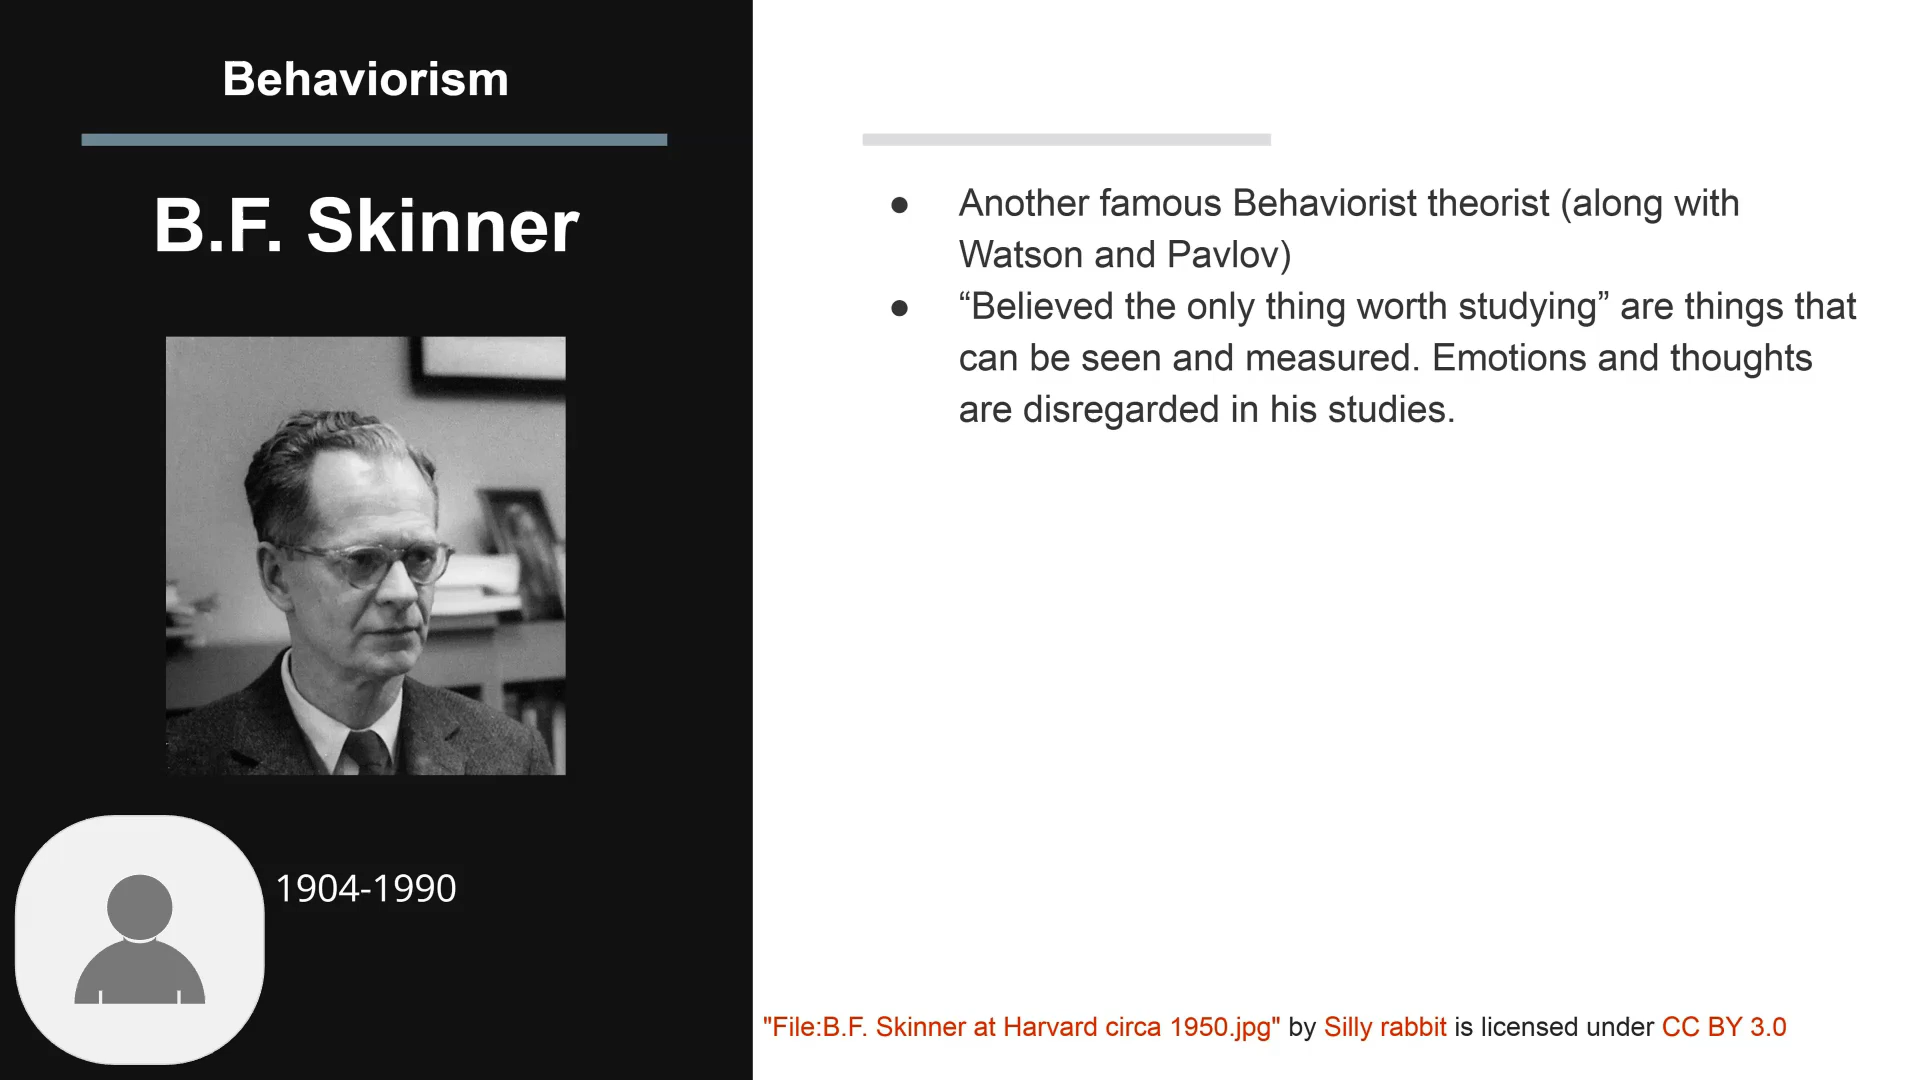 Behaviorism
B.F. Skinner
1904-1990
● Another famous Behaviorist theorist (along with
Watson and Pavlov)
● “Believed the only thing worth studying” are things that
can be seen and measured. Emotions and thoughts
are disregarded in his studies.
"File:B.F. Skinner at Harvard circa 1950.jpg" by Silly rabbit is licensed under CC BY 3.0